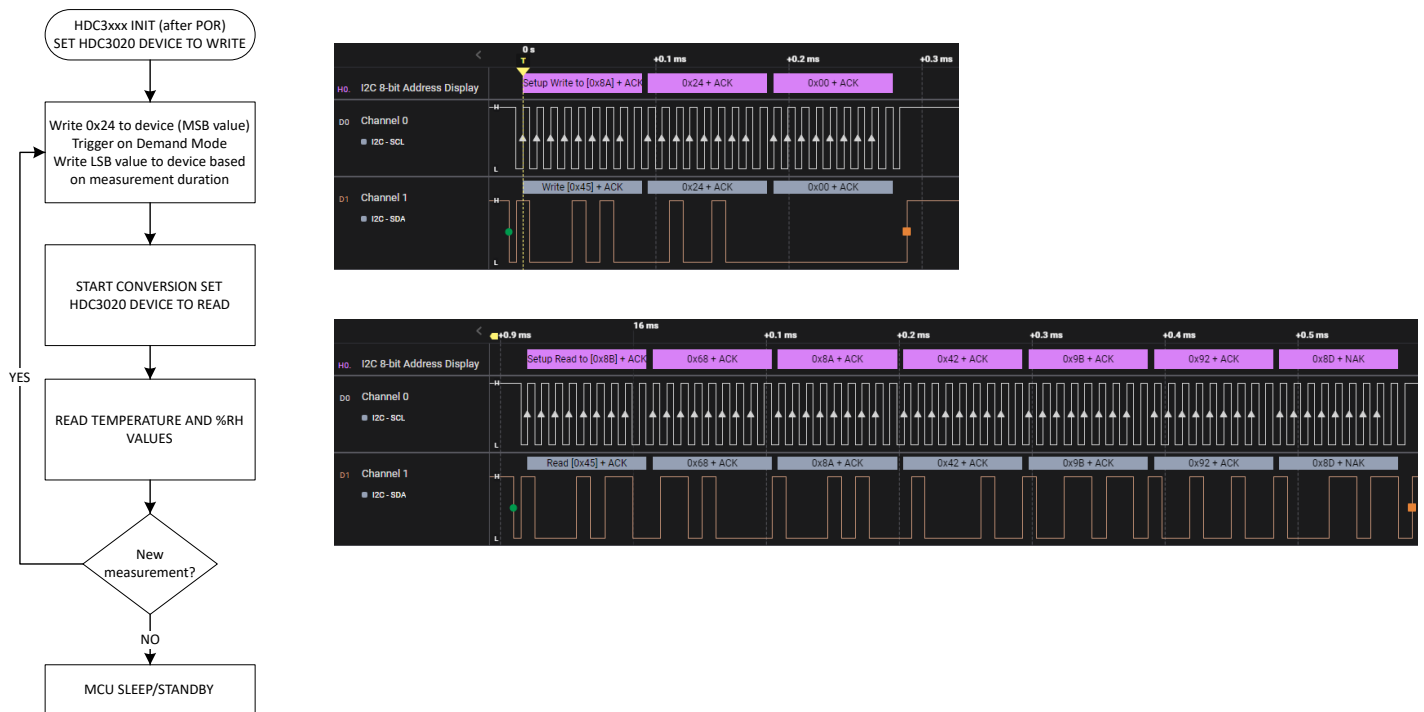 HDC3xxx INIT (after POR)
SET HDC3020 DEVICE TO WRITE
Write 0x24 to device (MSB value)
Trigger on Demand Mode
Write LSB value to device based
on measurement duration
START CONVERSION SET
HDC3020 DEVICE TO READ
YES
READ TEMPERATURE AND %RH
VALUES
New
measurement?
NO
MCU SLEEP/STANDBY
0 s
T
+0.1 ms
+0.2 ms
+0.3 ms
H0. I2C 8-bit Address Display
Setup Write to [0x8A] + ACK
0x24 + ACK
0x00 + ACK
D0 Channel 0
I2C - SCL
H
L
Write [0x45] + ACK
0x24 + ACK
0x00 + ACK
D1 Channel 1
I2C - SDA
H
L
+0.9 ms
16 ms
+0.1 ms
+0.2 ms
+0.3 ms
+0.4 ms
+0.5 ms
H0. I2C 8-bit Address Display
Setup Read to [0x8B] + ACK
0x68 + ACK
0x8A + ACK
0x42 + ACK
0x9B + ACK
0x92 + ACK
0x8D + NAK
D0 Channel 0
I2C - SCL
H
L
Read [0x45] + ACK
0x68 + ACK
0x8A + ACK
0x42 + ACK
0x9B + ACK
0x92 + ACK
0x8D + NAK
D1 Channel 1
I2C - SDA
H
L